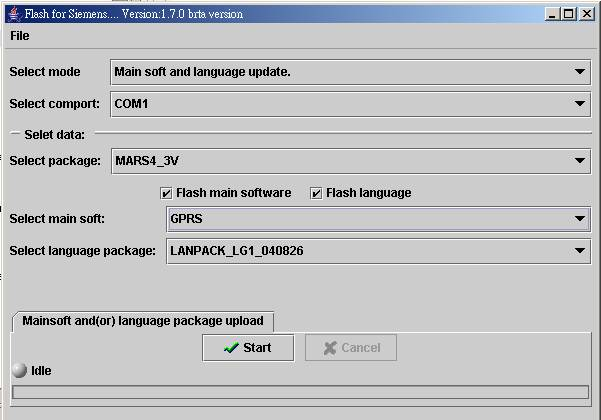 Flash for Siemens.... Version:1.7.0 brta version
File
Select mode Main soft and language update.
Select comport: COM1
Selet data:
Select package: MARS4_3V
Flash main software Flash language
Select main soft: GPRS
Select language package: LANPACK_LG1_040826
Mainsoft and(or) language package upload
Start Cancel
Idle